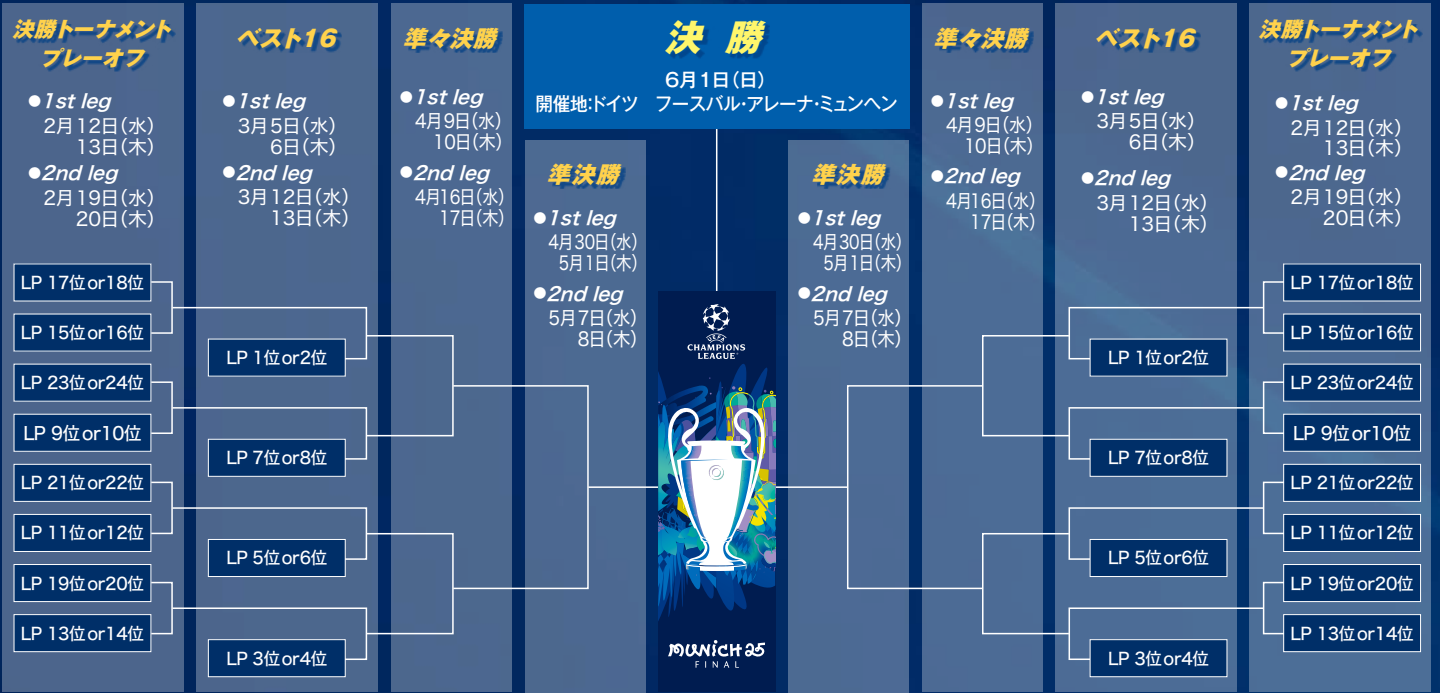 決勝トーナメント
プレーオフ
●1st leg
2月12日(水)
13日(木)
●2nd leg
2月19日(水)
20日(木)
LP 17位or18位
LP 15位or16位
LP 23位or24位
LP 9位or10位
LP 21位or22位
LP 11位or12位
LP 19位or20位
LP 13位or14位
ベスト16
●1st leg
3月5日(水)
6日(木)
●2nd leg
3月12日(水)
13日(木)
LP 1位or2位
LP 7位or8位
LP 5位or6位
LP 3位or4位
準々決勝
●1st leg
4月9日(水)
10日(木)
●2nd leg
4月16日(水)
17日(木)
決勝
6月1日(日)
開催地:ドイツ フースバル・アレーナ・ミュンヘン
準決勝
●1st leg
4月30日(水)
5月1日(木)
●2nd leg
5月7日(水)
8日(木)
UEFA
CHAMPIONS
LEAGUE
MUNICH 25
FINAL
準決勝
●1st leg
4月30日(水)
5月1日(木)
●2nd leg
5月7日(水)
8日(木)
準々決勝
●1st leg
4月9日(水)
10日(木)
●2nd leg
4月16日(水)
17日(木)
ベスト16
●1st leg
3月5日(水)
6日(木)
●2nd leg
3月12日(水)
13日(木)
LP 1位or2位
LP 7位or8位
LP 5位or6位
LP 3位or4位
決勝トーナメント
プレーオフ
●1st leg
2月12日(水)
13日(木)
●2nd leg
2月19日(水)
20日(木)
LP 17位or18位
LP 15位or16位
LP 23位or24位
LP 9位or10位
LP 21位or22位
LP 11位or12位
LP 19位or20位
LP 13位or14位